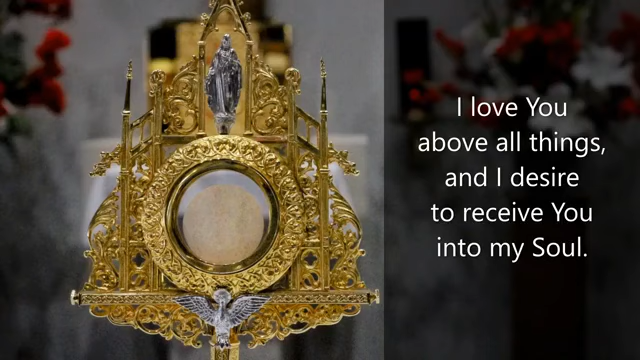 I love You
above all things,
and I desire
to receive You
into my Soul.